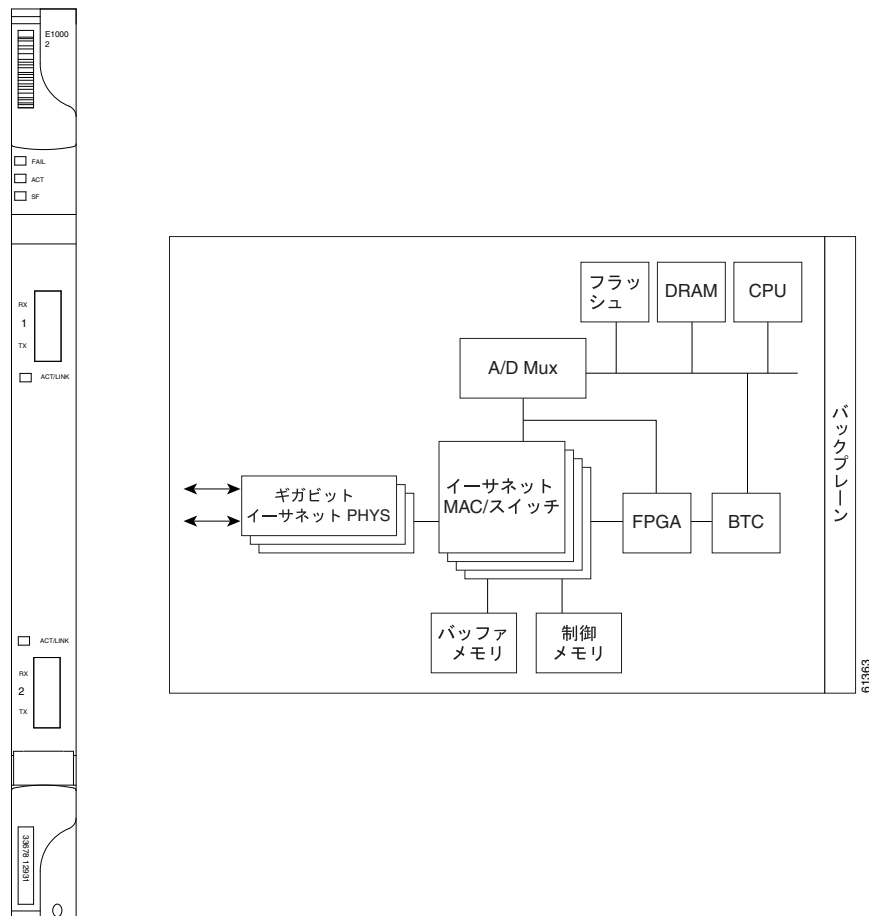 E1000
2
FAIL
ACT
SF
RX
1
TX
ACT/LINK
ACT/LINK
RX
2
TX
33678 12931
フラッ
シュ
DRAM
CPU
A/D Mux
ギガビット
イーサネット PHYS
イーサネット
MAC/スイッチ
FPGA
BTC
バッファ
メモリ
制御
メモリ
バックプレーン
61363